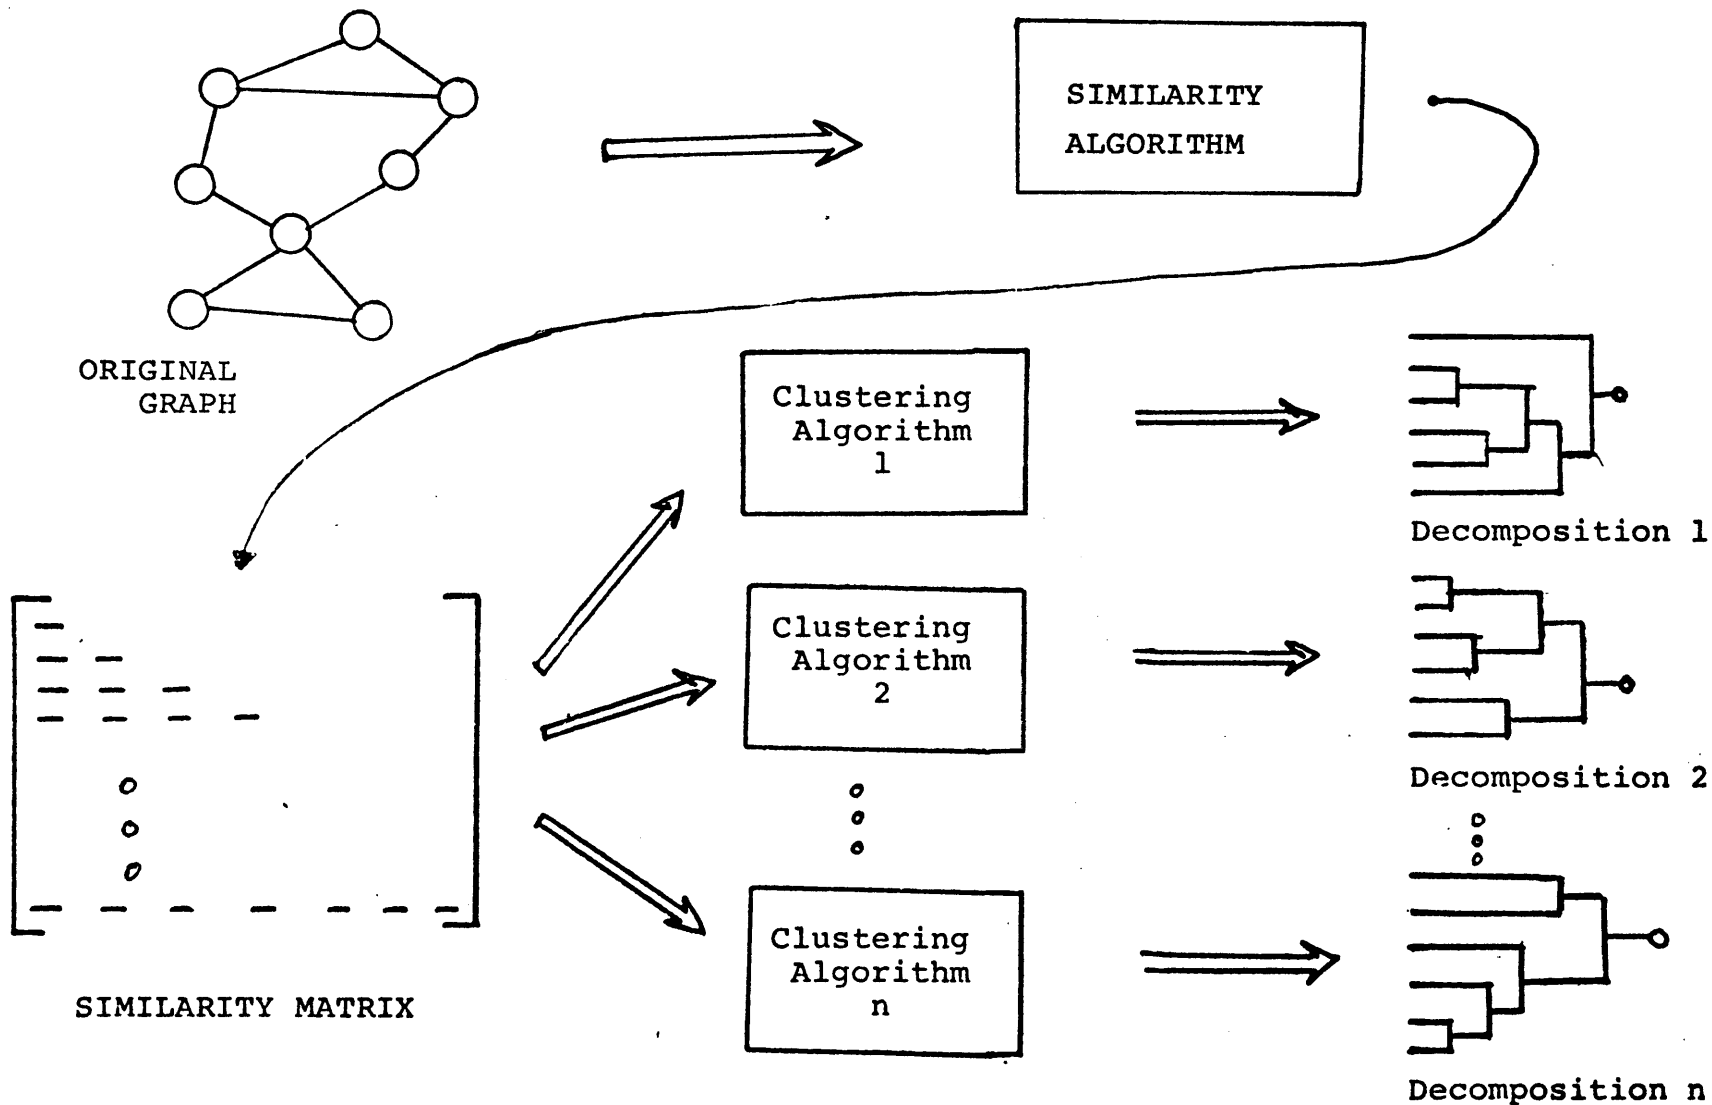 SIMILARITY
ALGORITHM
ORIGINAL
GRAPH
Clustering
Algorithm
1
Decomposition 1
Clustering
Algorithm
2
Decomposition 2
Clustering
Algorithm
n
SIMILARITY MATRIX
Decomposition n